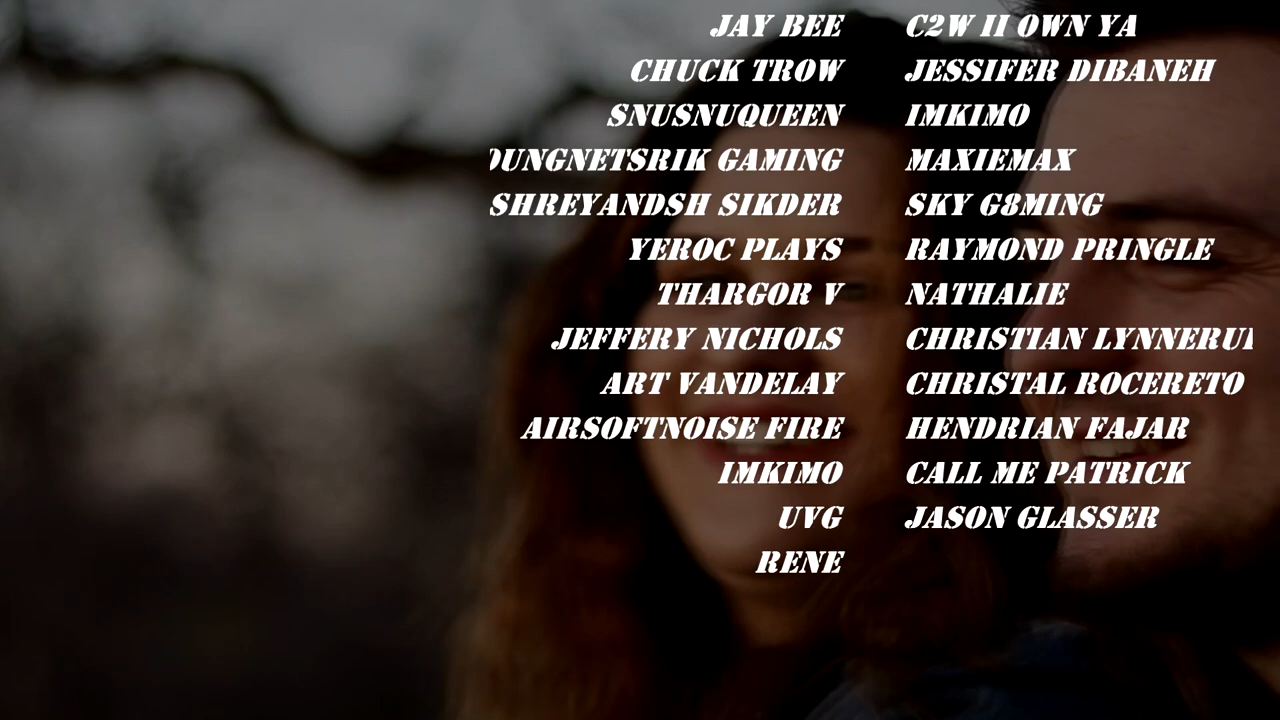 JAY BEE C2W II OWN YA
CHUCK TROW JESSIFER DIBANEH
SNUSNUQUEEN IMKIMO
GAMING MAXIEMAX
SHREYANDSH SIKDER SKY G8MING
YEROC PLAYS RAYMOND PRINGLE
THARGOR V NATHALIE
JEFFERY NICHOLS CHRISTIAN
ART VANDELAY CHRISTAL ROCERETO
AIRSOFTNOISE FIRE HENDRIAN FAJAR
IMKIMO CALL ME PATRICK
UVG JASON GLASSER
RENE